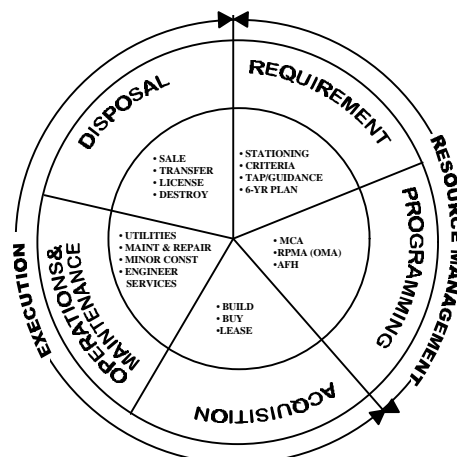 REQUIREMENT
• STATIONING
• CRITERIA
• TAP/GUIDANCE
• 6-YR PLAN
PROGRAMMING
• MCA
•RPMA (OMA)
•AFH
ACQUISITION
• BUILD
• BUY
•LEASE
OPERATIONS&
MAINTENANCE
• UTILITIES
• MAINT & REPAIR
• MINOR CONST
• ENGINEER
SERVICES
DISPOSAL
• SALE
• TRANSFER
• LICENSE
• DESTROY
RESOURCE MANAGEMENT
EXECUTION